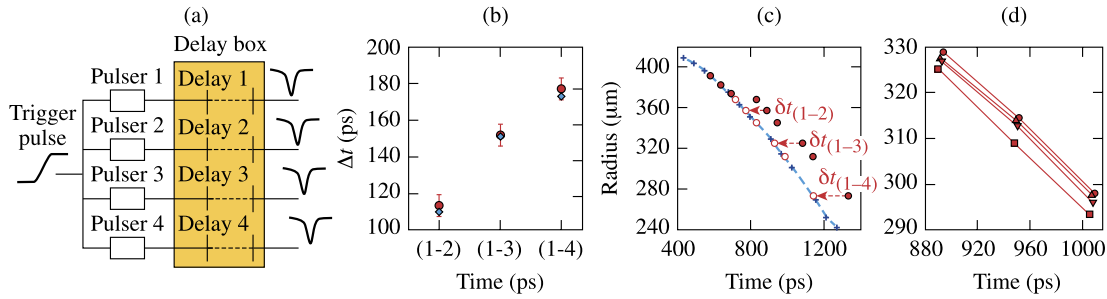 (a)
Delay box
Pulser 1 Delay 1
Trigger pulse
Pulser 2 Delay 2
Pulser 3 Delay 3
Pulser 4 Delay 4
(b)
Δt (ps)
200
180
160
140
120
100
(1–2) (1–3) (1–4)
Time (ps)
(c)
Radius (μm)
400
360
320
280
240
δt(1–2)
δt(1–3)
δt(1–4)
400 800 1200
Time (ps)
(d)
330
320
310
300
290
880 920 960 1000
Time (ps)